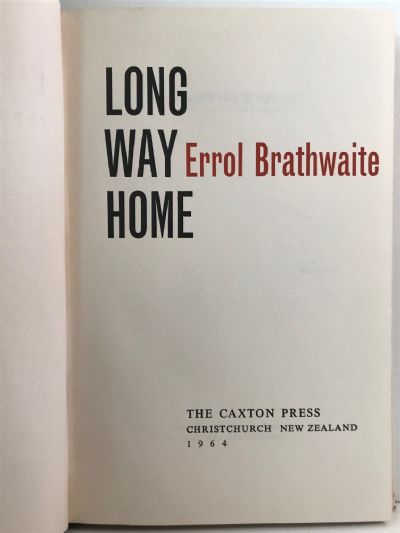 LONG
WAY Errol Brathwaite
HOME
THE CAXTON PRESS
CHRISTCHURCH NEW ZEALAND
1964